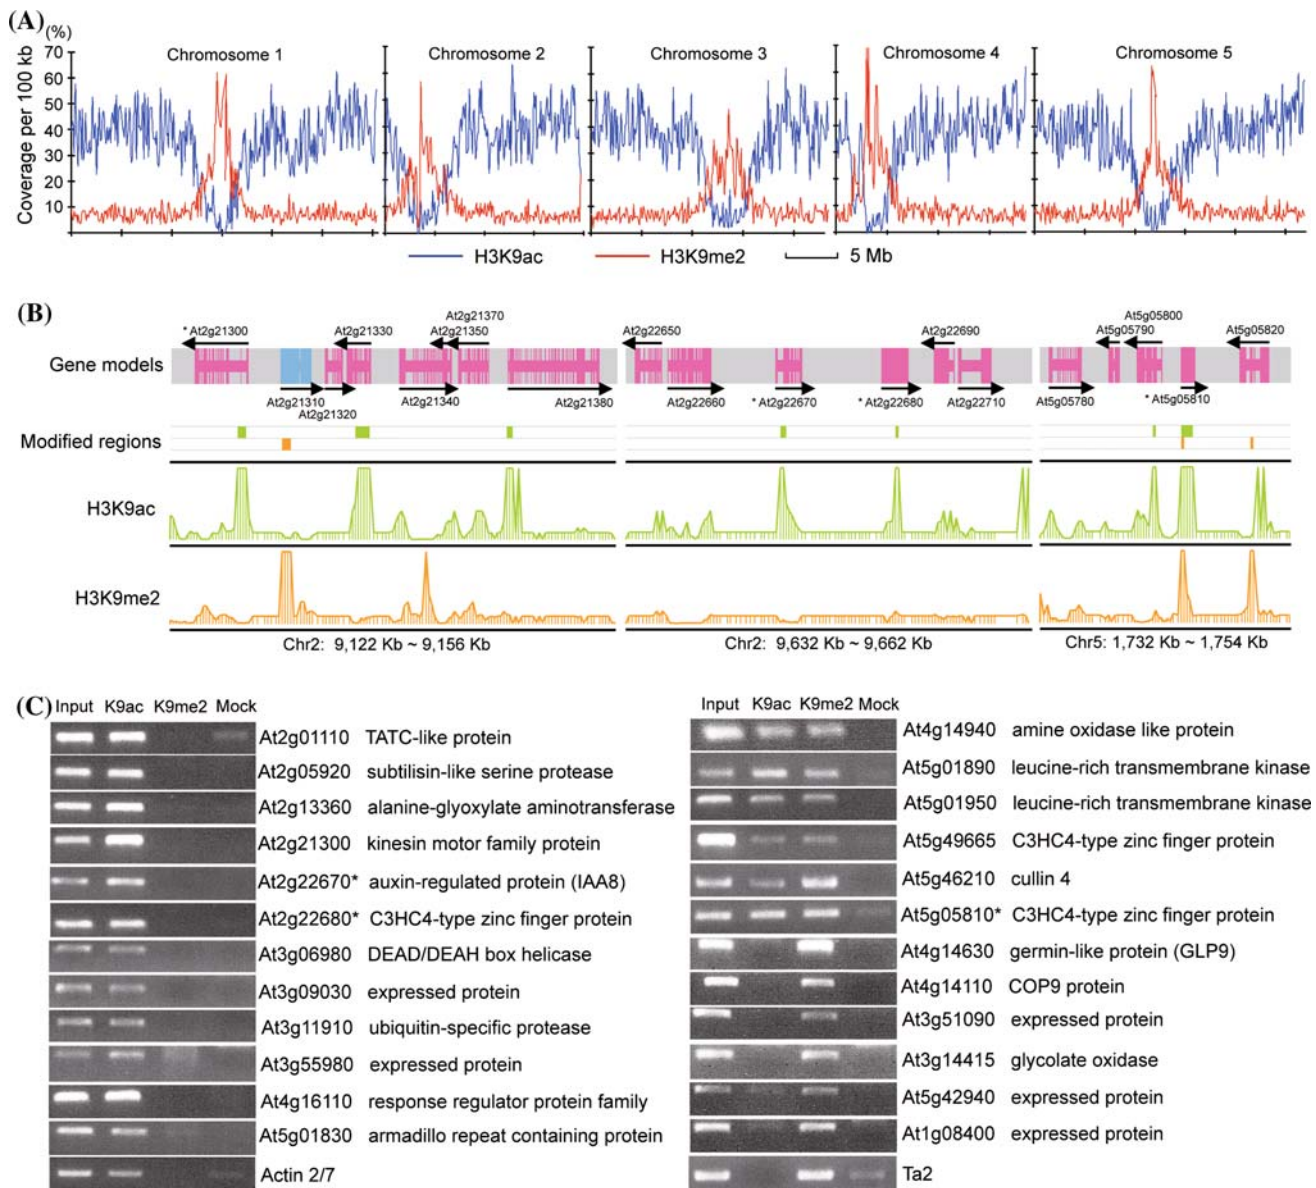 (A)
(%)
Chromosome 1
Chromosome 2
Chromosome 3
Chromosome 4
Chromosome 5
Coverage per 100 kb
70
60
50
40
30
20
10
H3K9ac
H3K9me2
5 Mb
(B)
Gene models
* At2g21300
At2g21330
At2g21370
At2g21350
At2g21310
At2g21320
At2g21340
At2g21380
At2g22650
At2g22690
At2g22660
* At2g22670
* At2g22680
At2g22710
At5g05800
At5g05790
At5g05820
At5g05780
* At5g05810
Modified regions
H3K9ac
H3K9me2
Chr2: 9,122 Kb ~ 9,156 Kb
Chr2: 9,632 Kb ~ 9,662 Kb
Chr5: 1,732 Kb ~ 1,754 Kb
(C)
Input K9ac K9me2 Mock
At2g01110 TATC-like protein
At2g05920 subtilisin-like serine protease
At2g13360 alanine-glyoxylate aminotransferase
At2g21300 kinesin motor family protein
At2g22670* auxin-regulated protein (IAA8)
At2g22680* C3HC4-type zinc finger protein
At3g06980 DEAD/DEAH box helicase
At3g09030 expressed protein
At3g11910 ubiquitin-specific protease
At3g55980 expressed protein
At4g16110 response regulator protein family
At5g01830 armadillo repeat containing protein
Actin 2/7
Input K9ac K9me2 Mock
At4g14940 amine oxidase like protein
At5g01890 leucine-rich transmembrane kinase
At5g01950 leucine-rich transmembrane kinase
At5g49665 C3HC4-type zinc finger protein
At5g46210 cullin 4
At5g05810* C3HC4-type zinc finger protein
At4g14630 germin-like protein (GLP9)
At4g14110 COP9 protein
At3g51090 expressed protein
At3g14415 glycolate oxidase
At5g42940 expressed protein
At1g08400 expressed protein
Ta2